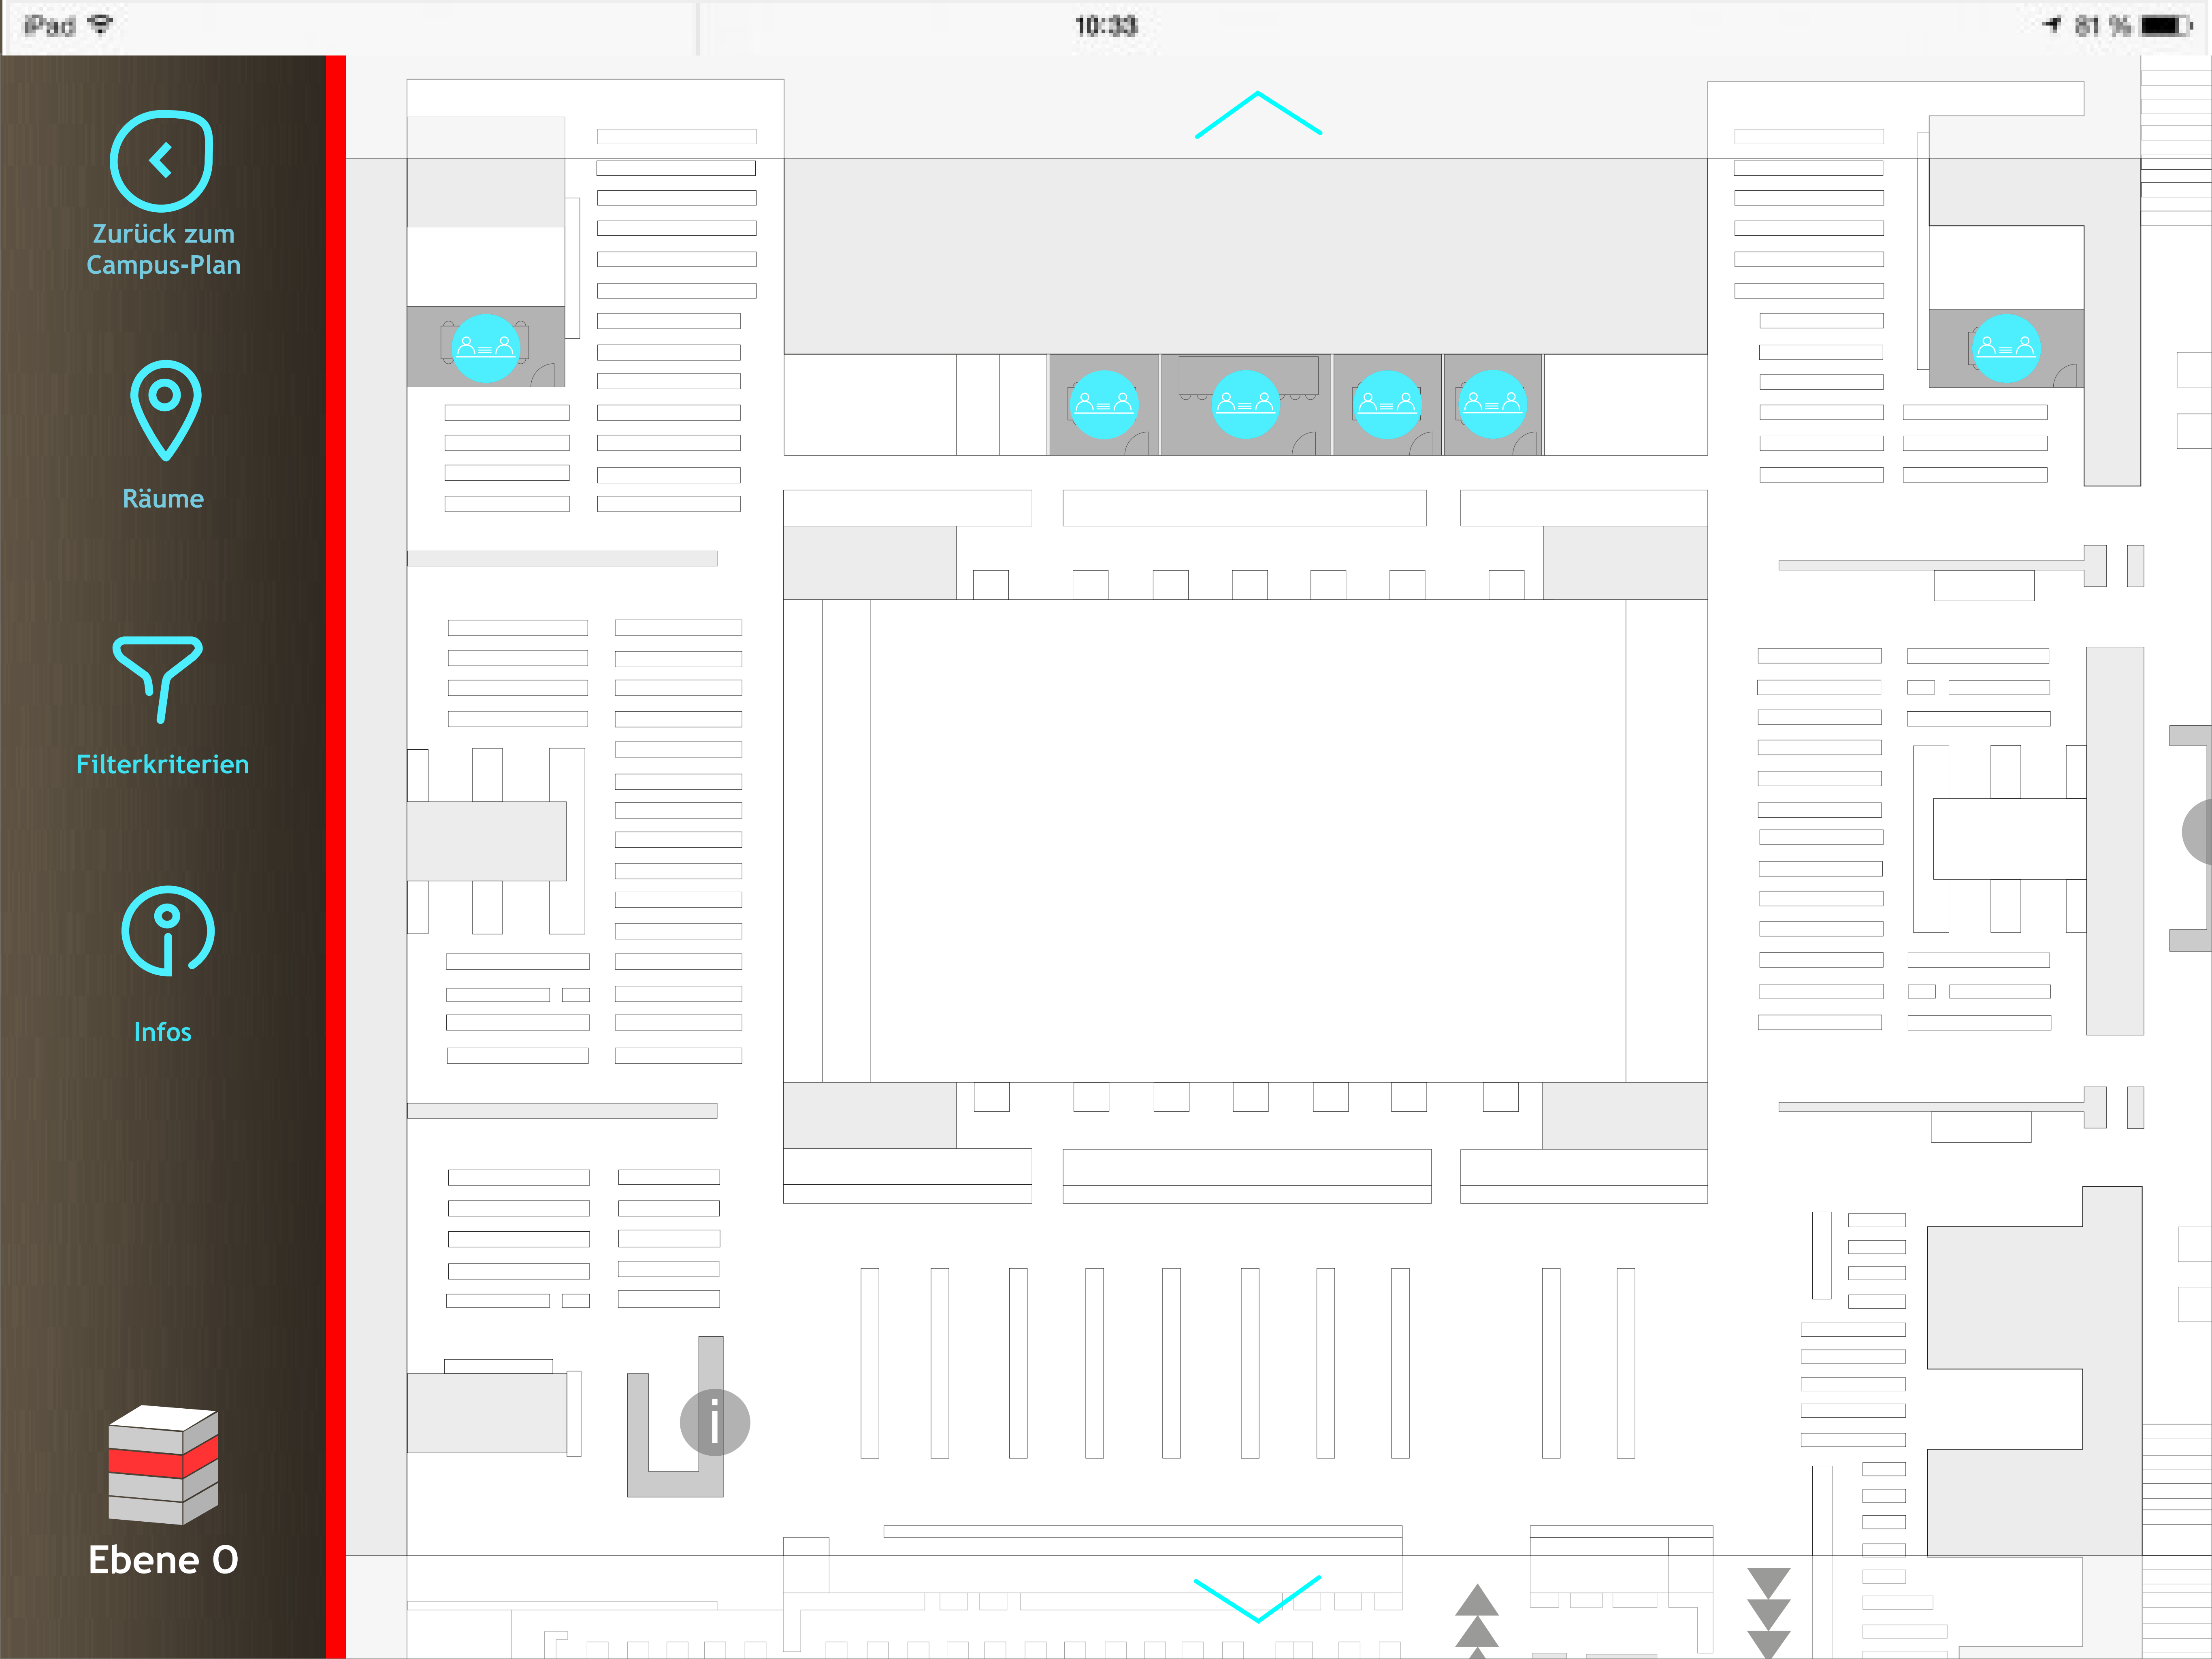 iPad
10:33
81 %
Zurück zum
Campus-Plan
Räume
Filterkriterien
Infos
Ebene 0
i